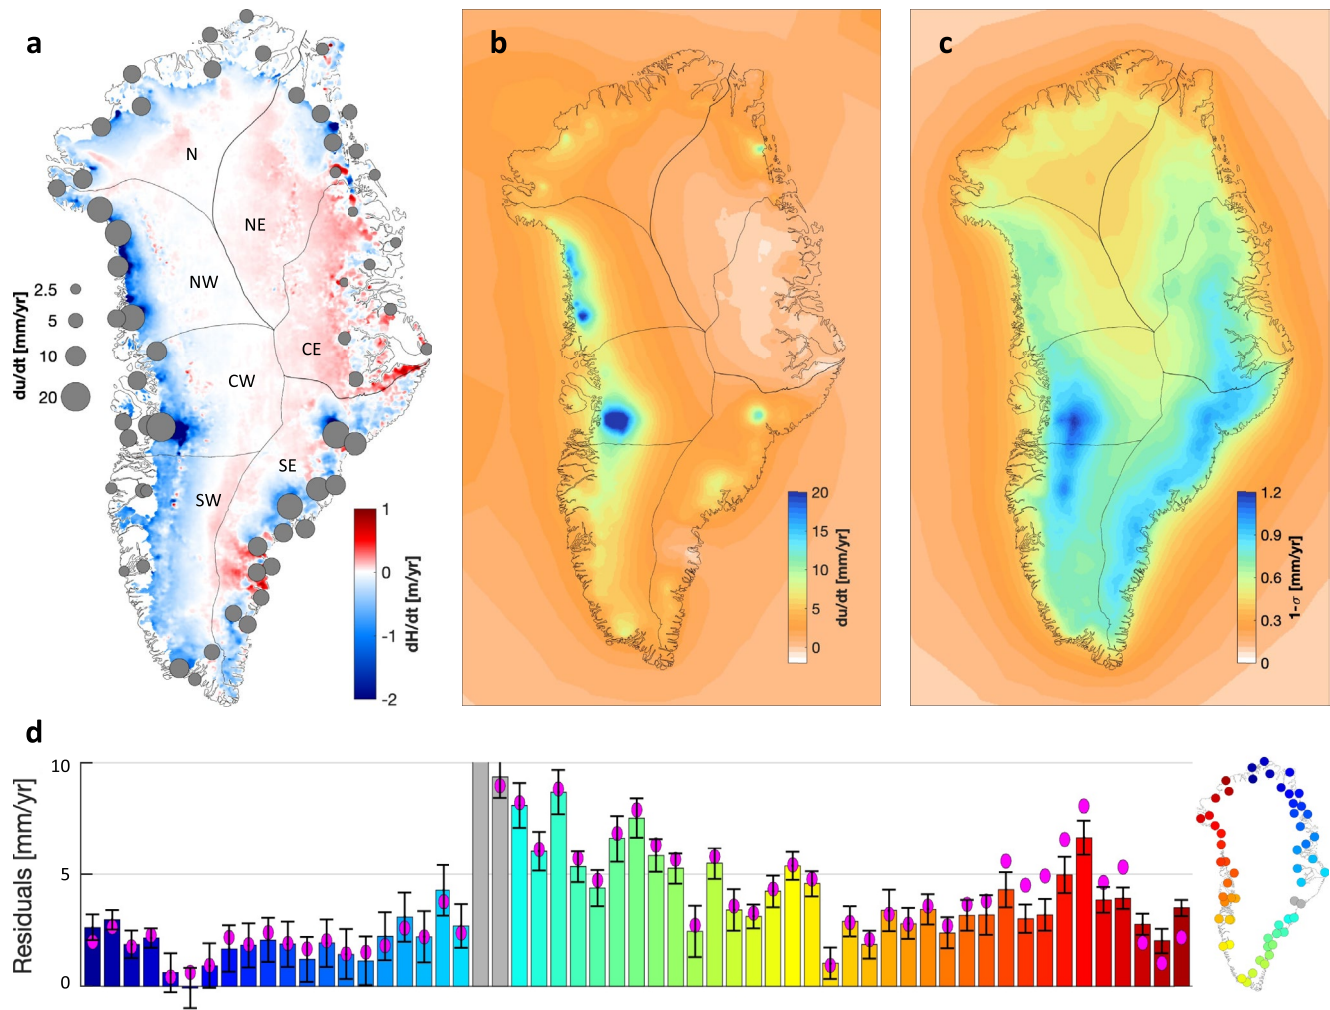 a
N
NE
NW
CE
CW
SE
SW
du/dt [mm/yr]
2.5
5
10
20
1
0
-1
-2
dH/dt [m/yr]
b
20
15
10
5
0
du/dt [mm/yr]
c
1.2
0.9
0.6
0.3
0
1-σ [mm/yr]
d
Residuals [mm/yr]
10
5
0